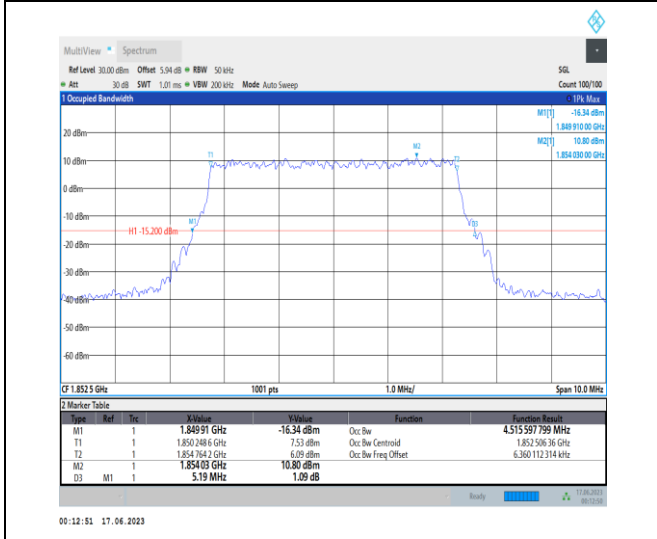 MultiView Spectrum
Ref Level 30.00 dBm Offset 5.94 dB RBW 50 kHz SGL
Att 30 dB SWT 1.01 ms VBW 200 kHz Mode Auto Sweep Count 100/100
1 Occupied Bandwidth 1Pk Max
M1[1] -16.34 dBm
1.849 910 00 GHz
M2[1] 10.80 dBm
1.854 030 00 GHz
20 dBm
M2
T1 T2
10 dBm
0 dBm
-10 dBm
M1 D3
H1 -15.200 dBm
-20 dBm
-30 dBm
-40 dBm
-50 dBm
-60 dBm
CF 1.852 5 GHz 1001 pts 1.0 MHz/ Span 10.0 MHz
2 Marker Table
Type Ref Trc X-Value Y-Value Function Function Result
M1 1 1.849 91 GHz -16.34 dBm Occ Bw 4.515 597 799 MHz
T1 1 1.850 248 6 GHz 7.53 dBm Occ Bw Centroid 1.852 506 36 GHz
T2 1 1.854 764 2 GHz 6.09 dBm Occ Bw Freq Offset 6.360 112 314 kHz
M2 1 1.854 03 GHz 10.80 dBm
D3 M1 1 5.19 MHz 1.09 dB
Ready 17.06.2023
00:12:50
00:12:51 17.06.2023